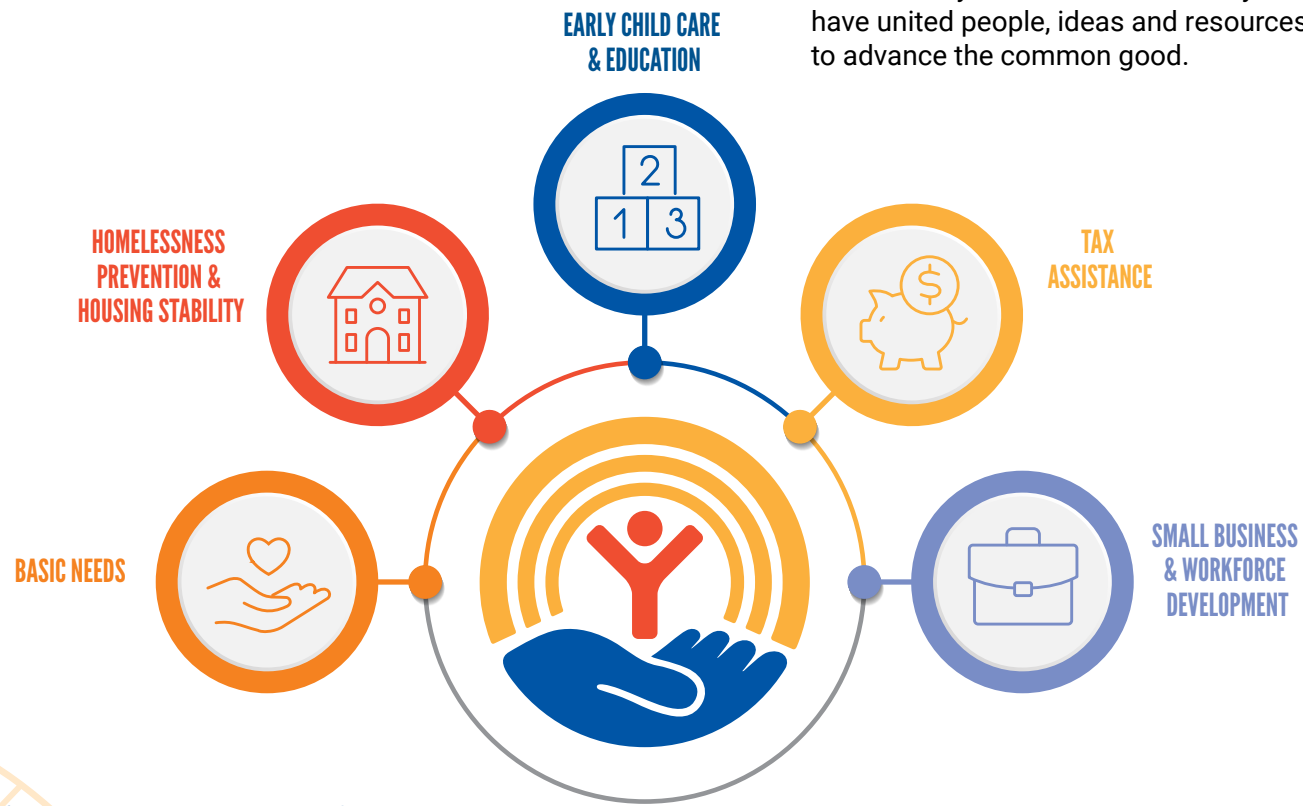 have united people, ideas and resources
to advance the common good.
EARLY CHILD CARE
& EDUCATION
2
1 3
HOMELESSNESS
PREVENTION &
HOUSING STABILITY
TAX
ASSISTANCE
$
BASIC NEEDS
SMALL BUSINESS
& WORKFORCE
DEVELOPMENT